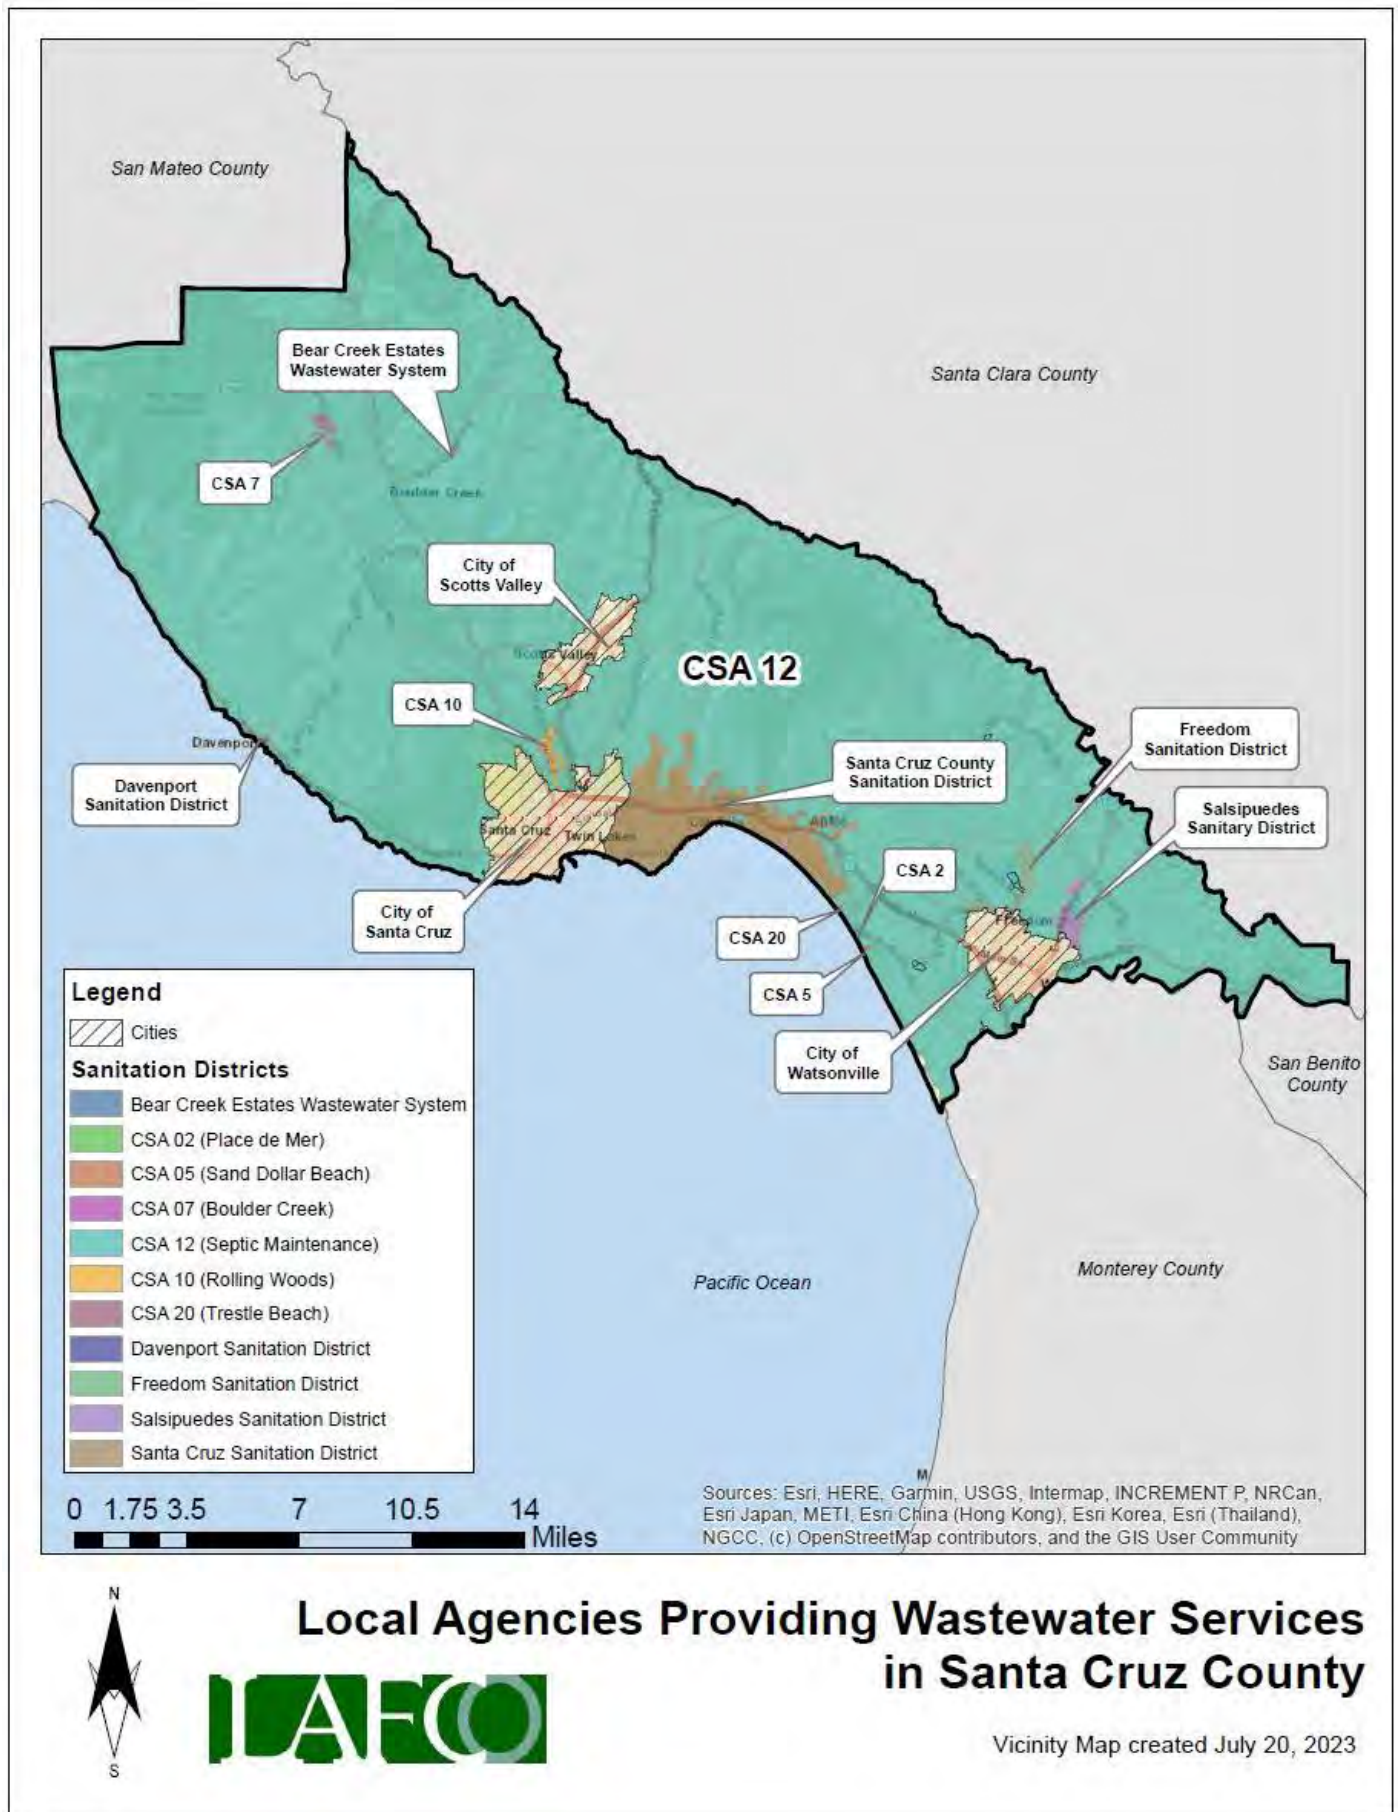 San Mateo County
Santa Clara County
Bear Creek Estates
Wastewater System
CSA 7
Boulder Creek
City of
Scotts Valley
Scotts Valley
CSA 12
CSA 10
Davenport
Davenport
Sanitation District
Freedom
Sanitation District
Santa Cruz County
Sanitation District
Salsipuedes
Sanitary District
Santa Cruz
Twin Lakes
Aptos
CSA 2
City of
Santa Cruz
CSA 20
Freedom
CSA 5
City of
Watsonville
San Benito
County
Pacific Ocean
Monterey County
Legend
Cities
Sanitation Districts
Bear Creek Estates Wastewater System
CSA 02 (Place de Mer)
CSA 05 (Sand Dollar Beach)
CSA 07 (Boulder Creek)
CSA 12 (Septic Maintenance)
CSA 10 (Rolling Woods)
CSA 20 (Trestle Beach)
Davenport Sanitation District
Freedom Sanitation District
Salsipuedes Sanitation District
Santa Cruz Sanitation District
0 1.75 3.5 7 10.5 14
Miles
M
Sources: Esri, HERE, Garmin, USGS, Intermap, INCREMENT P, NRCan,
Esri Japan, METI, Esri China (Hong Kong), Esri Korea, Esri (Thailand),
NGCC, (c) OpenStreetMap contributors, and the GIS User Community
N
S
LAFCO
Local Agencies Providing Wastewater Services
in Santa Cruz County
Vicinity Map created July 20, 2023